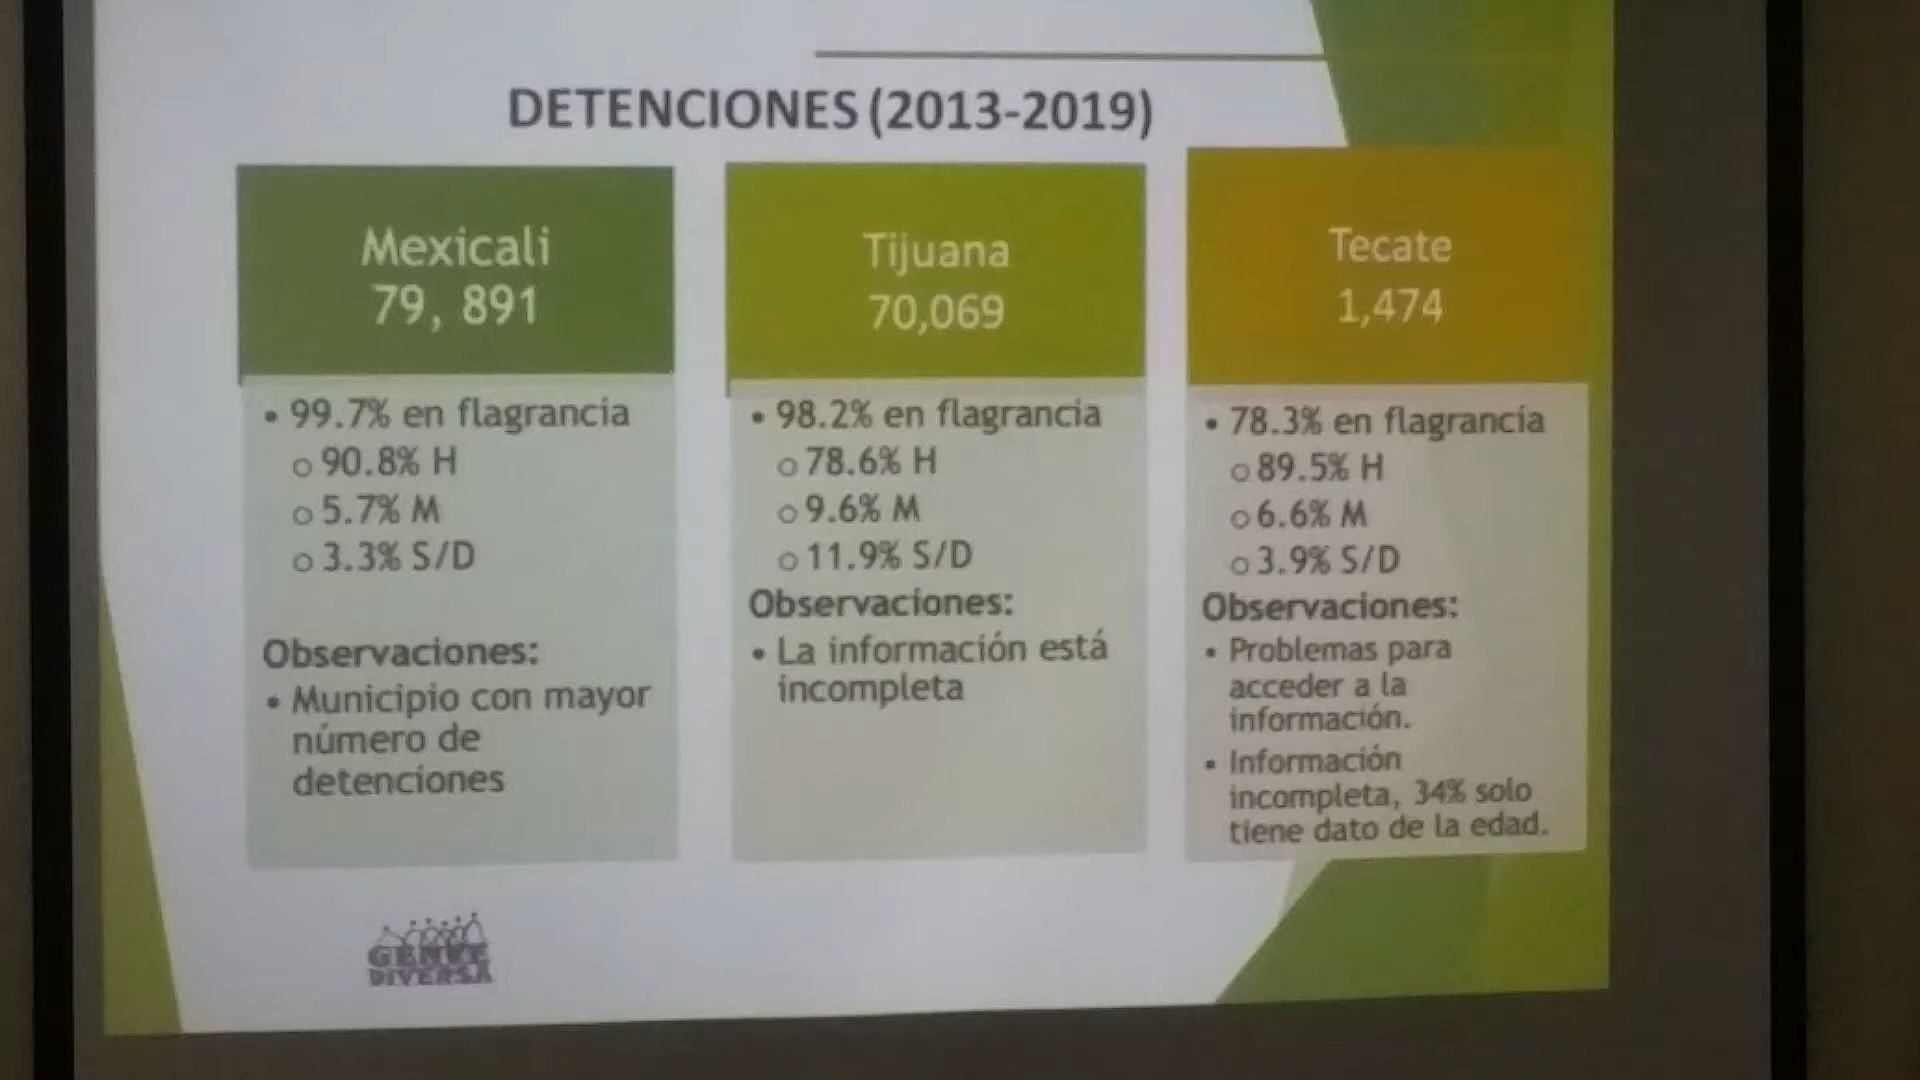 DETENCIONES (2013-2019)
Mexicali
79, 891
• 99.7% en flagrancia
o 90.8% H
o 5.7% M
o 3.3% S/D
Observaciones:
• Municipio con mayor
número de
detenciones
Tijuana
70,069
• 98.2% en flagrancia
o 78.6% H
o 9.6% M
o 11.9% S/D
Observaciones:
• La información está
incompleta
Tecate
1,474
• 78.3% en flagrancia
o 89.5% H
o 6.6% M
o 3.9% S/D
Observaciones:
• Problemas para
acceder a la
información.
• Información
incompleta, 34% solo
tiene dato de la edad.
GENTE
DIVERSA